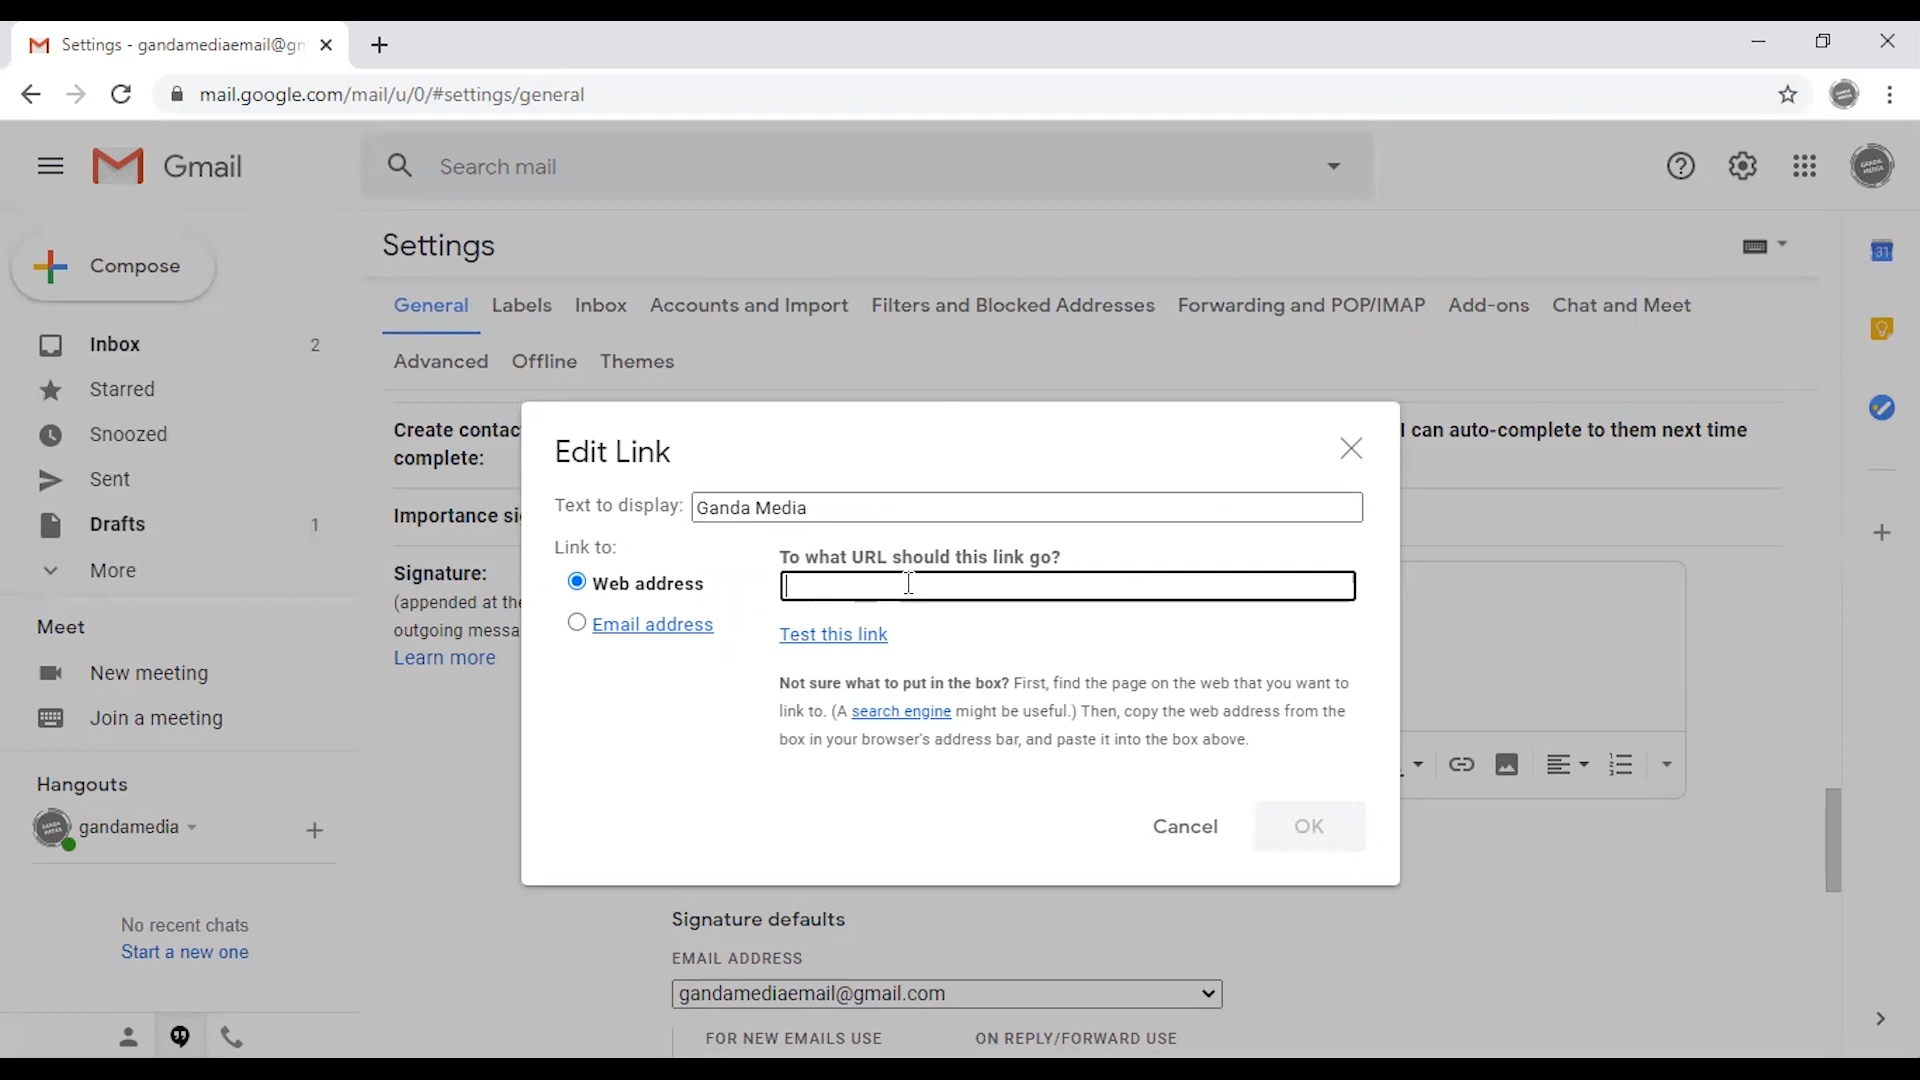 Settings - gandamediaemail@gm
mail.google.com/mail/u/0/#settings/general
Gmail
Search mail
Compose
Settings
31
General Labels Inbox Accounts and Import Filters and Blocked Addresses Forwarding and POP/IMAP Add-ons Chat and Meet
Advanced Offline Themes
Inbox 2
Starred
Snoozed
Sent
Drafts 1
More
Meet
New meeting
Join a meeting
Hangouts
gandamedia
No recent chats
Start a new one
Create contac
complete:
I can auto-complete to them next time
Importance si
Signature:
(appended at the
outgoing messa
Learn more
Edit Link
Text to display: Ganda Media
Link to:
Web address
Email address
To what URL should this link go?
Test this link
Not sure what to put in the box? First, find the page on the web that you want to
link to. (A search engine might be useful.) Then, copy the web address from the
box in your browser's address bar, and paste it into the box above.
Cancel OK
Signature defaults
EMAIL ADDRESS
gandamediaemail@gmail.com
FOR NEW EMAILS USE ON REPLY/FORWARD USE